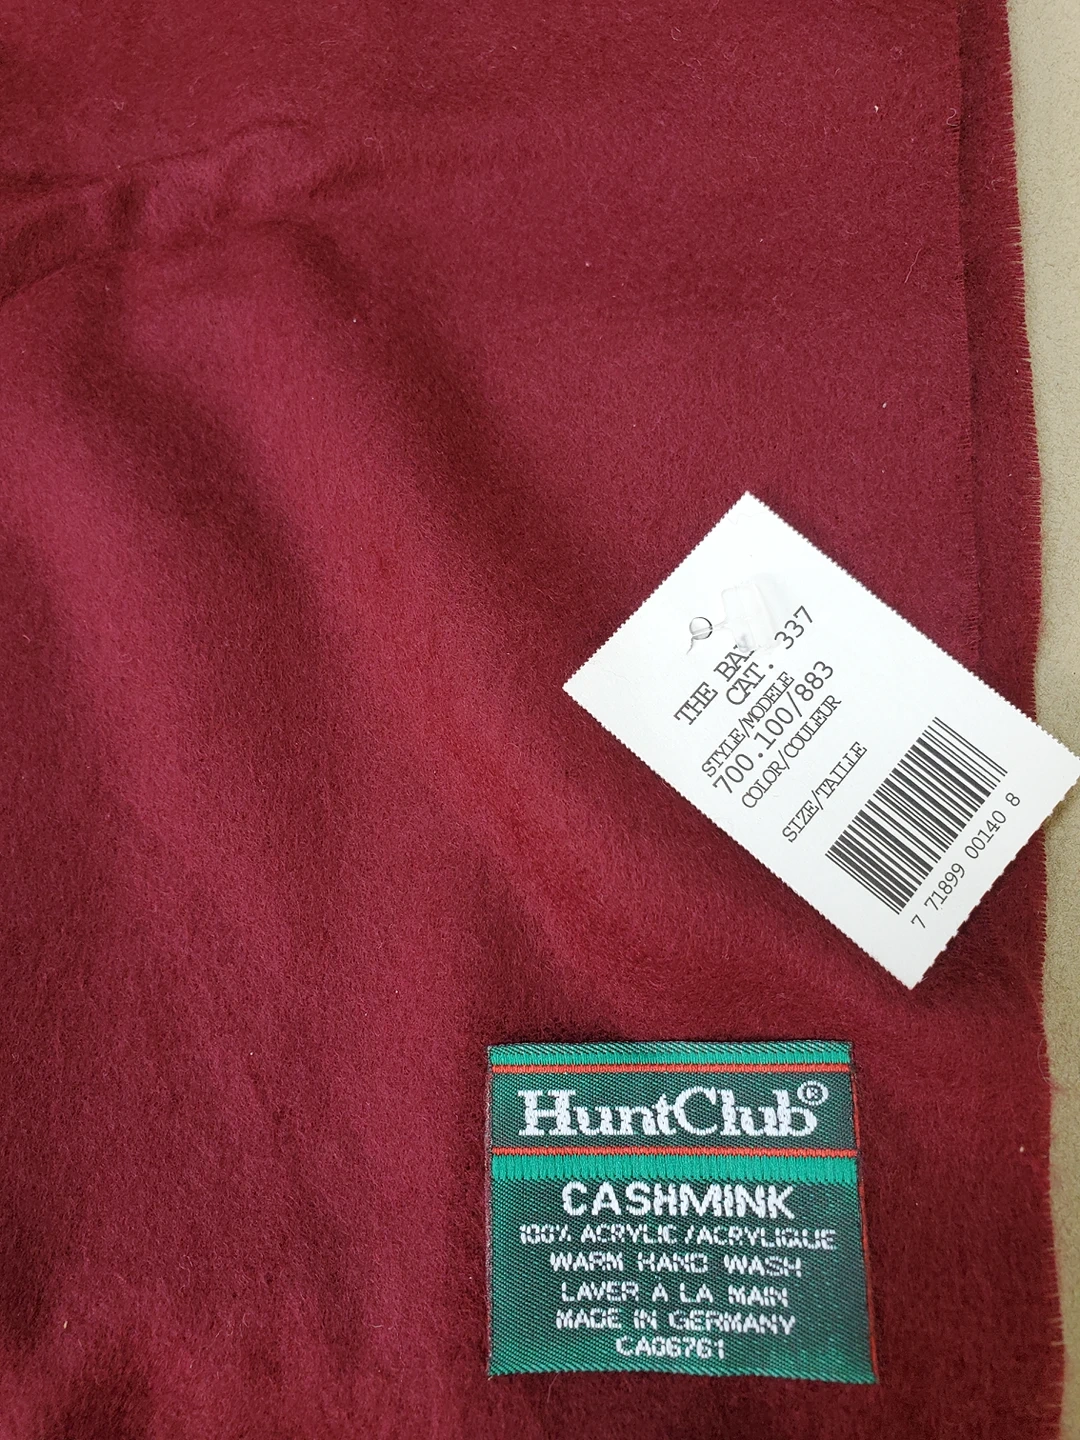 THE
CAT. 337
STYLE/MODELE
700.100/883
COLOR/COULEUR
SIZE/TAILLE
7 71899 00140 8
HuntClub®
CASHMINK
100% ACRYLIC/ACRYLIQUE
WARM HAND WASH
LAVER A LA MAIN
MADE IN GERMANY
CA06761